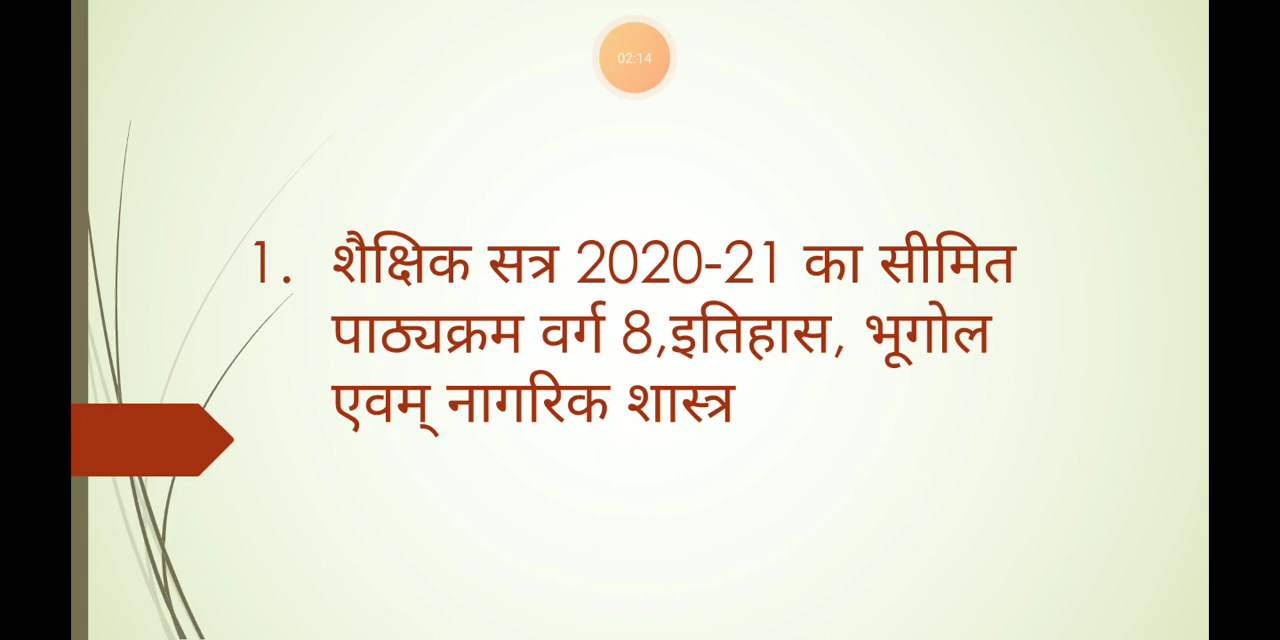 02:14
1. शैक्षिक सत्र 2020-21 का सीमित
पाठ्यक्रम वर्ग 8,इतिहास, भूगोल
एवम् नागरिक शास्त्र